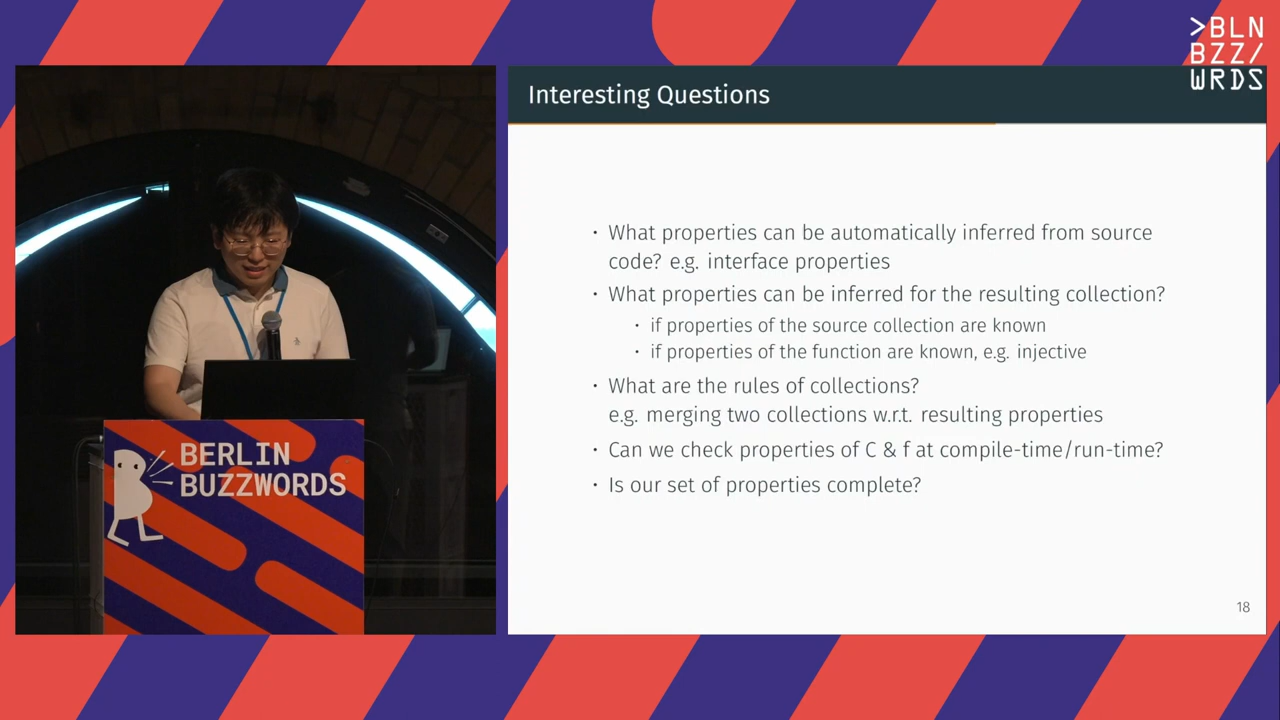 >BLN
BZZ/
WRDS
Interesting Questions
• What properties can be automatically inferred from source
code? e.g. interface properties
• What properties can be inferred for the resulting collection?
• if properties of the source collection are known
• if properties of the function are known, e.g. injective
• What are the rules of collections?
e.g. merging two collections w.r.t. resulting properties
• Can we check properties of C & f at compile-time/run-time?
• Is our set of properties complete?
18
BERLIN
BUZZWORDS